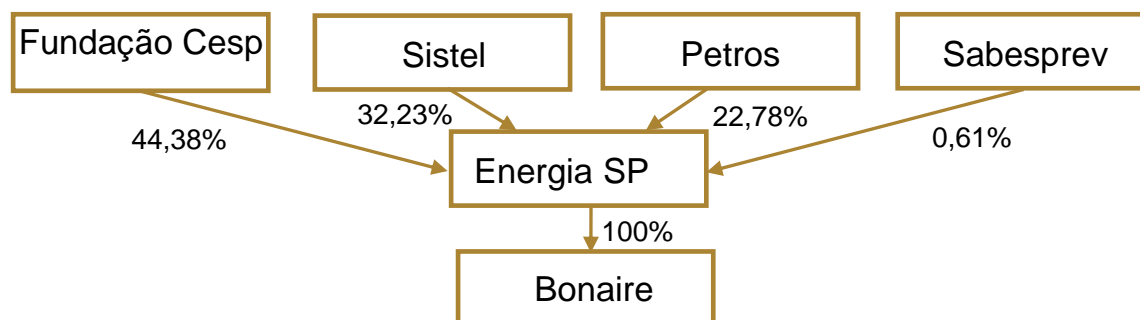 Fundação Cesp
Sistel
Petros
Sabesprev
44,38%
32,23%
22,78%
0,61%
Energia SP
100%
Bonaire